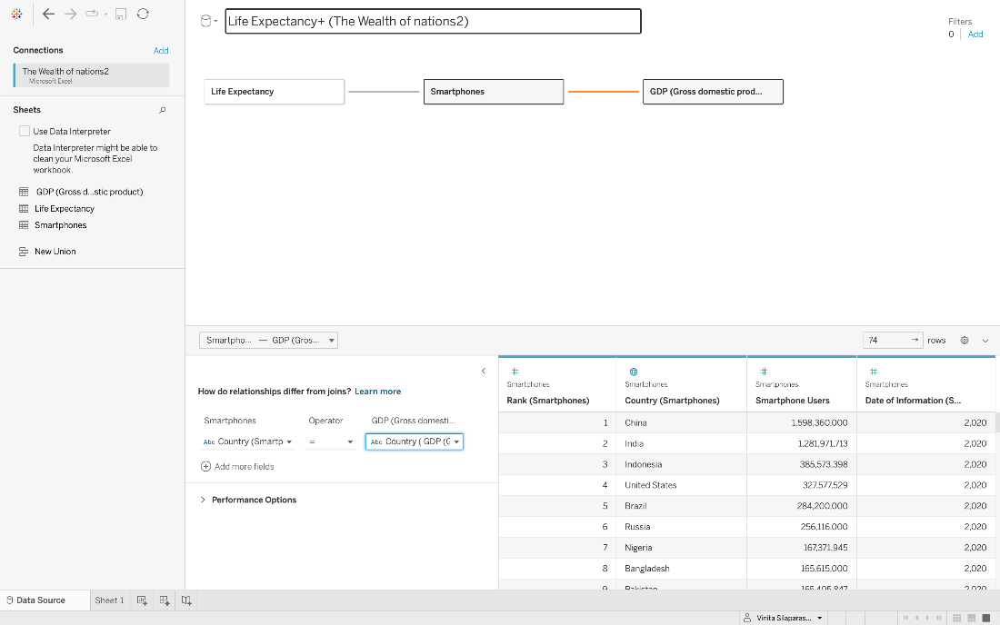 Life Expectancy+ (The Wealth of nations2)
Filters
0 Add
Connections Add
The Wealth of nations2
Microsoft Excel
Sheets
Use Data Interpreter
Data Interpreter might be able to
clean your Microsoft Excel
workbook.
GDP (Gross d...stic product)
Life Expectancy
Smartphones
New Union
Life Expectancy Smartphones GDP (Gross domestic prod...
Smartpho... — GDP (Gros...
74 → rows
How do relationships differ from joins? Learn more
Smartphones Operator GDP (Gross domesti...
Abc Country (Smartp = Abc Country ( GDP (G
Add more fields
Performance Options
Smartphones Smartphones Smartphones Smartphones
Rank (Smartphones) Country (Smartphones) Smartphone Users Date of Information (S...
1 China 1,598,360,000 2,020
2 India 1,281,971,713 2,020
3 Indonesia 385,573,398 2,020
4 United States 327,577,529 2,020
5 Brazil 284,200,000 2,020
6 Russia 256,116,000 2,020
7 Nigeria 167,371,945 2,020
8 Bangladesh 165,615,000 2,020
9 Pakistan 165,405,847 2,020
Data Source Sheet 1
Vinita Silaparas...